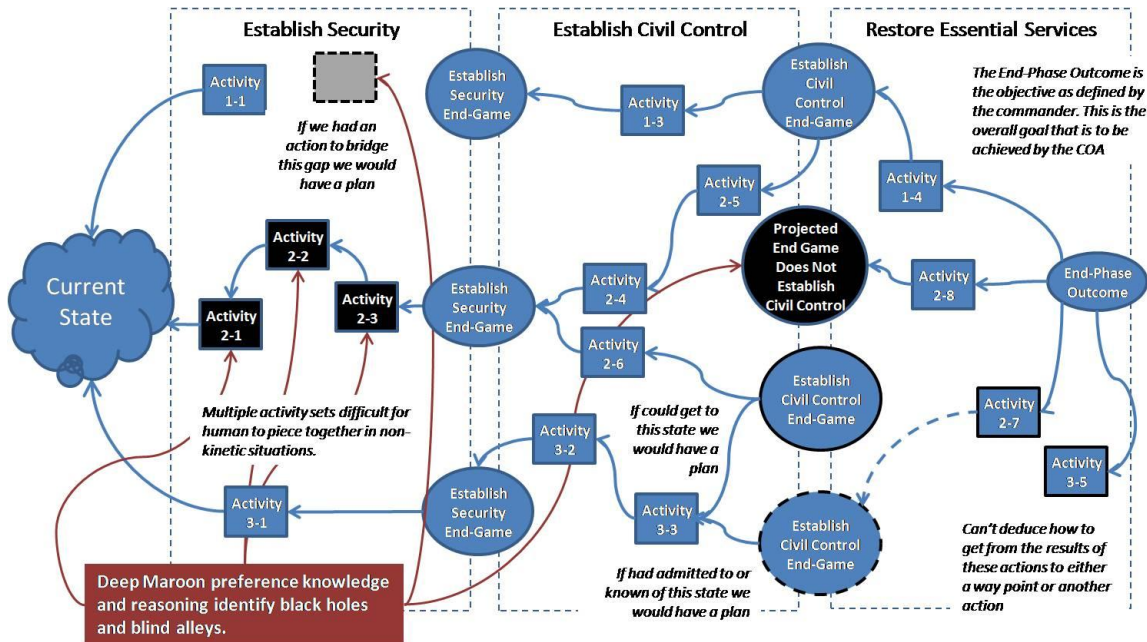 Establish Security
Establish Civil Control
Restore Essential Services
Activity
1-1
If we had an
action to bridge
this gap we would
have a plan
Establish
Security
End-Game
Activity
1-3
Establish
Civil
Control
End-Game
The End-Phase Outcome is
the objective as defined by
the commander. This is the
overall goal that is to be
achieved by the COA
Activity
2-5
Activity
1-4
Current
State
Activity
2-2
Activity
2-1
Activity
2-3
Establish
Security
End-Game
Activity
2-4
Activity
2-6
Projected
End Game
Does Not
Establish
Civil Control
Activity
2-8
End-Phase
Outcome
Multiple activity sets difficult for
human to piece together in non-
kinetic situations.
If could get to
this state we
would have a
plan
Establish
Civil Control
End-Game
Activity
2-7
Activity
3-2
Activity
3-5
Activity
3-1
Establish
Security
End-Game
Activity
3-3
Establish
Civil Control
End-Game
Can't deduce how to
get from the results of
these actions to either
a way point or another
action
If had admitted to or
known of this state we
would have a plan
Deep Maroon preference knowledge
and reasoning identify black holes
and blind alleys.